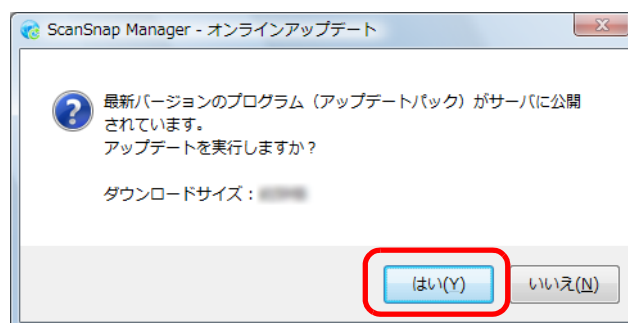 ScanSnap Manager - オンラインアップデート
最新バージョンのプログラム（アップデートパック）がサーバに公開
されています。
アップデートを実行しますか？
ダウンロードサイズ：
はい(Y)
いいえ(N)